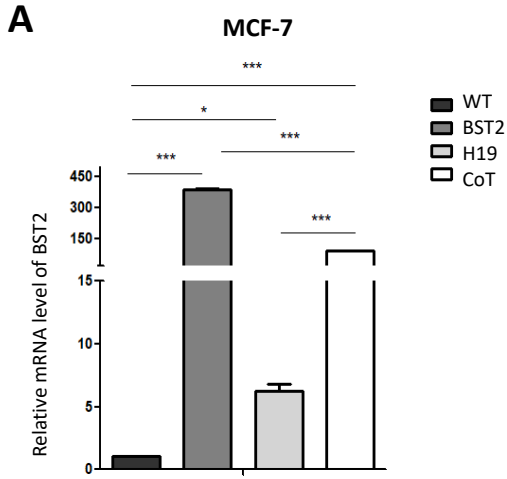 A
MCF-7
***
*
***
***
***
WT
BST2
H19
CoT
Relative mRNA level of BST2
450
300
150
15
10
5
0